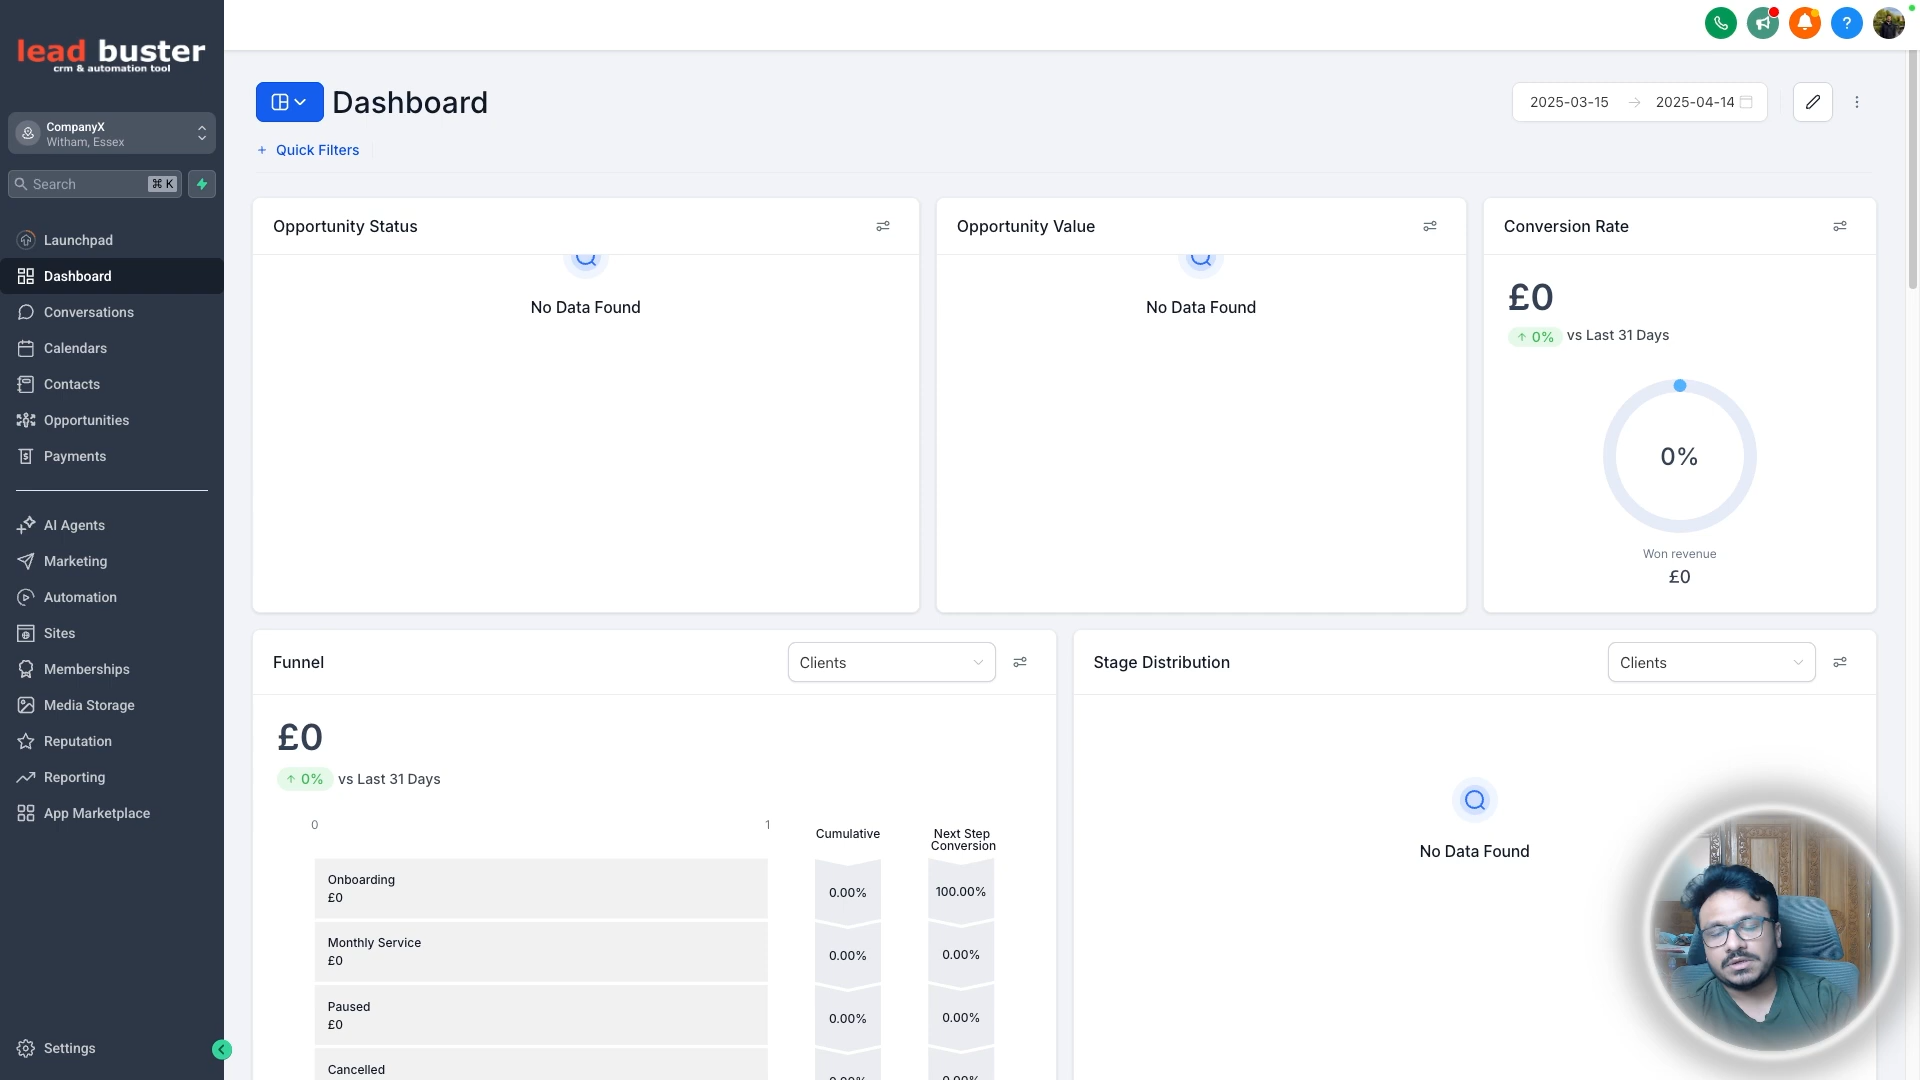 lead buster
crm & automation tool
CompanyX
Witham, Essex
Search
⌘ K
Launchpad
Dashboard
Conversations
Calendars
Contacts
Opportunities
Payments
AI Agents
Marketing
Automation
Sites
Memberships
Media Storage
Reputation
Reporting
App Marketplace
Settings
?
Dashboard
2025-03-15 → 2025-04-14
+ Quick Filters
Opportunity Status
No Data Found
Opportunity Value
No Data Found
Conversion Rate
£0
↑ 0% vs Last 31 Days
0%
Won revenue
£0
Funnel
Clients
£0
↑ 0% vs Last 31 Days
0 1
Cumulative
Next Step
Conversion
Onboarding
£0
0.00%
100.00%
Monthly Service
£0
0.00%
0.00%
Paused
£0
0.00%
0.00%
Cancelled
0.00%
0.00%
Stage Distribution
Clients
No Data Found